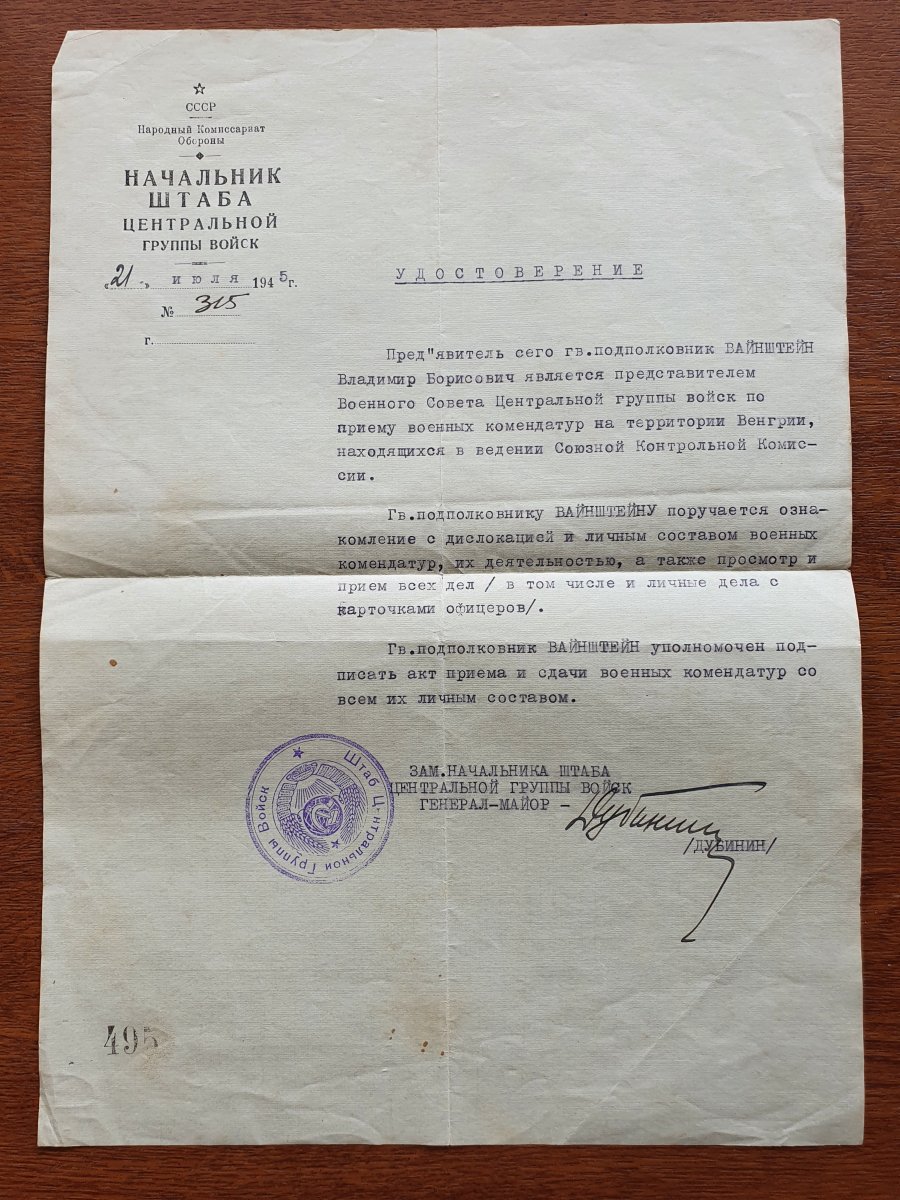 СССР
Народный Комиссариат
Обороны
НАЧАЛЬНИК
ШТАБА
ЦЕНТРАЛЬНОЙ
ГРУППЫ ВОЙСК
„21„ июля 1945г.
№ 315
г.
УДОСТОВЕРЕНИЕ
Пред"явитель сего гв.подполковник ВАЙНШТЕЙН
Владимир Борисович является представителем
Военного Совета Центральной группы войск по
приему военных комендатур на территории Венгрии,
находящихся в ведении Союзной Контрольной Комис-
сии.
Гв.подполковнику ВАЙНШТЕЙНУ поручается озна-
комление с дислокацией и личным составом военных
комендатур, их деятельностью, а также просмотр и
прием всех дел / в том числе и личные дела с
карточками офицеров/.
Гв.подполковник ВАЙНШТЕЙН уполномочен под-
писать акт приема и сдачи военных комендатур со
всем их личным составом.
ЗАМ.НАЧАЛЬНИКА ШТАБА
ЦЕНТРАЛЬНОЙ ГРУППЫ ВОЙСК
ГЕНЕРАЛ-МАЙОР - Дубинин
/ДУБИНИН/
Штаб Центральной Группы Войск
495